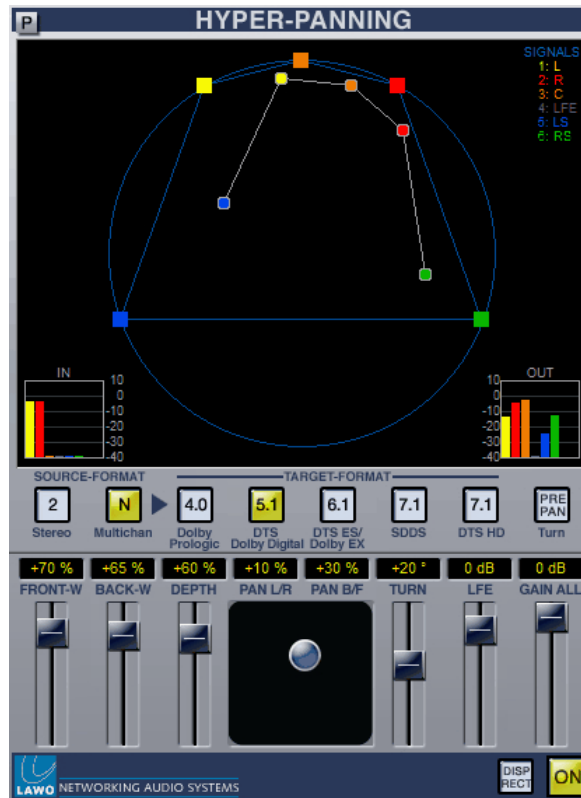 P
HYPER-PANNING
SIGNALS
1: L
2: R
3: C
4: LFE
5: LS
6: RS
IN
10
0
-10
-20
-30
-40
OUT
10
0
-10
-20
-30
-40
SOURCE-FORMAT
TARGET-FORMAT
2
N
4.0
5.1
6.1
7.1
7.1
PRE
PAN
Stereo
Multichan
Dolby
Prologic
DTS
Dolby Digital
DTS ES/
Dolby EX
SDDS
DTS HD
Turn
+70 %
+65 %
+60 %
+10 %
+30 %
+20 °
0 dB
0 dB
FRONT-W
BACK-W
DEPTH
PAN L/R
PAN B/F
TURN
LFE
GAIN ALL
LAWO
NETWORKING AUDIO SYSTEMS
DISP
RECT
ON